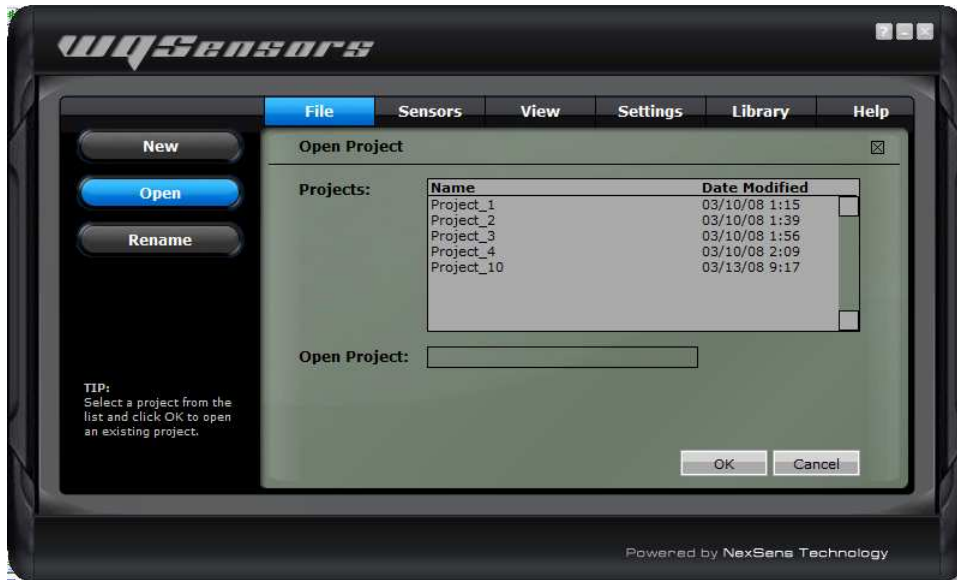 WQSensors
? -
File Sensors View Settings Library Help
New
Open
Rename
TIP:
Select a project from the
list and click OK to open
an existing project.
Open Project
Projects:
Name Date Modified
Project_1 03/10/08 1:15
Project_2 03/10/08 1:39
Project_3 03/10/08 1:56
Project_4 03/10/08 2:09
Project_10 03/13/08 9:17
Open Project:
OK Cancel
Powered by NexSens Technology